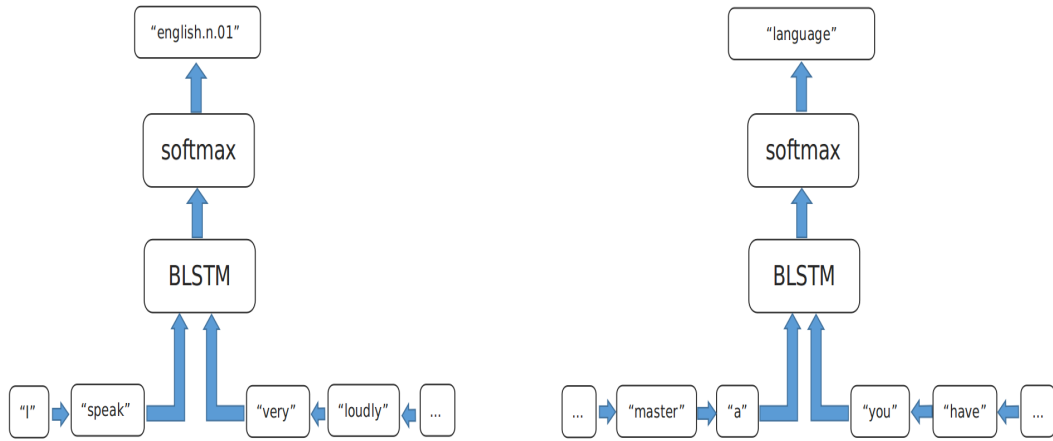 “english.n.01”
softmax
BLSTM
“I”
“speak”
“very”
“loudly”
...
“language”
softmax
BLSTM
...
“master”
“a”
“you”
“have”
...